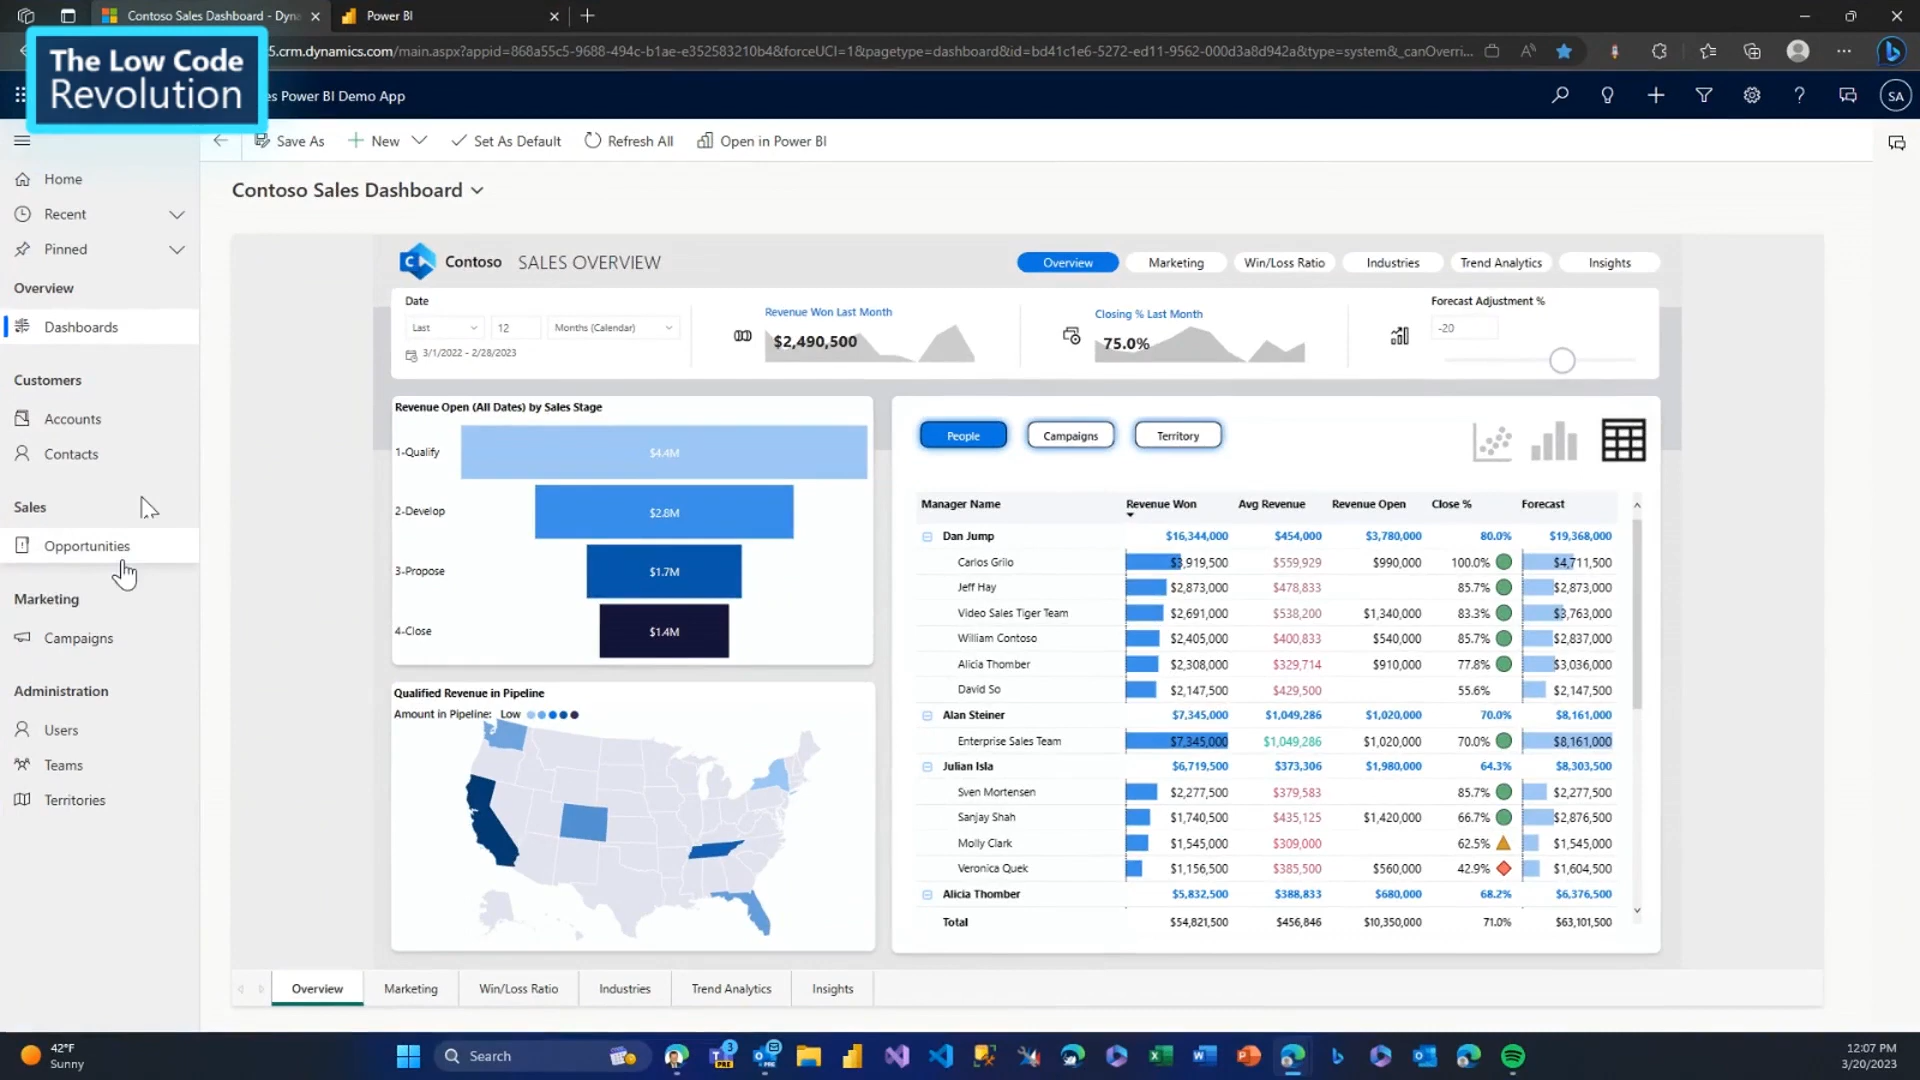 Contoso Sales Dashboard - Dyna
Power BI
5.crm.dynamics.com/main.aspx?appid=868a55c5-9688-494c-b1ae-e352583210b4&forceUCI=1&pagetype=dashboard&id=bd41c1e6-5272-ed11-9562-000d3a8d942a&type=system&_canOverri...
The Low Code
Revolution
es Power BI Demo App
SA
Save As
New
Set As Default
Refresh All
Open in Power BI
Home
Recent
Pinned
Overview
Dashboards
Customers
Accounts
Contacts
Sales
Opportunities
Marketing
Campaigns
Administration
Users
Teams
Territories
Contoso Sales Dashboard
Contoso SALES OVERVIEW
Overview
Marketing
Win/Loss Ratio
Industries
Trend Analytics
Insights
Date
Last
12
Months (Calendar)
3/1/2022 - 2/28/2023
Revenue Won Last Month
$2,490,500
Closing % Last Month
75.0%
Forecast Adjustment %
-20
Revenue Open (All Dates) by Sales Stage
1-Qualify $4.4M
2-Develop $2.8M
3-Propose $1.7M
4-Close $1.4M
Qualified Revenue in Pipeline
Amount in Pipeline: Low
People
Campaigns
Territory
Manager Name Revenue Won Avg Revenue Revenue Open Close % Forecast
Dan Jump $16,344,000 $454,000 $3,780,000 80.0% $19,368,000
Carlos Grilo $3,919,500 $559,929 $990,000 100.0% $4,711,500
Jeff Hay $2,873,000 $478,833 85.7% $2,873,000
Video Sales Tiger Team $2,691,000 $538,200 $1,340,000 83.3% $3,763,000
William Contoso $2,405,000 $400,833 $540,000 85.7% $2,837,000
Alicia Thomber $2,308,000 $329,714 $910,000 77.8% $3,036,000
David So $2,147,500 $429,500 55.6% $2,147,500
Alan Steiner $7,345,000 $1,049,286 $1,020,000 70.0% $8,161,000
Enterprise Sales Team $7,345,000 $1,049,286 $1,020,000 70.0% $8,161,000
Julian Isla $6,719,500 $373,306 $1,980,000 64.3% $8,303,500
Sven Mortensen $2,277,500 $379,583 85.7% $2,277,500
Sanjay Shah $1,740,500 $435,125 $1,420,000 66.7% $2,876,500
Molly Clark $1,545,000 $309,000 62.5% $1,545,000
Veronica Quek $1,156,500 $385,500 $560,000 42.9% $1,604,500
Alicia Thomber $5,832,500 $388,833 $680,000 68.2% $6,376,500
Total $54,821,500 $456,846 $10,350,000 71.0% $63,101,500
Overview
Marketing
Win/Loss Ratio
Industries
Trend Analytics
Insights
42°F
Sunny
Search
3
PRE
PRE
12:07 PM
3/20/2023